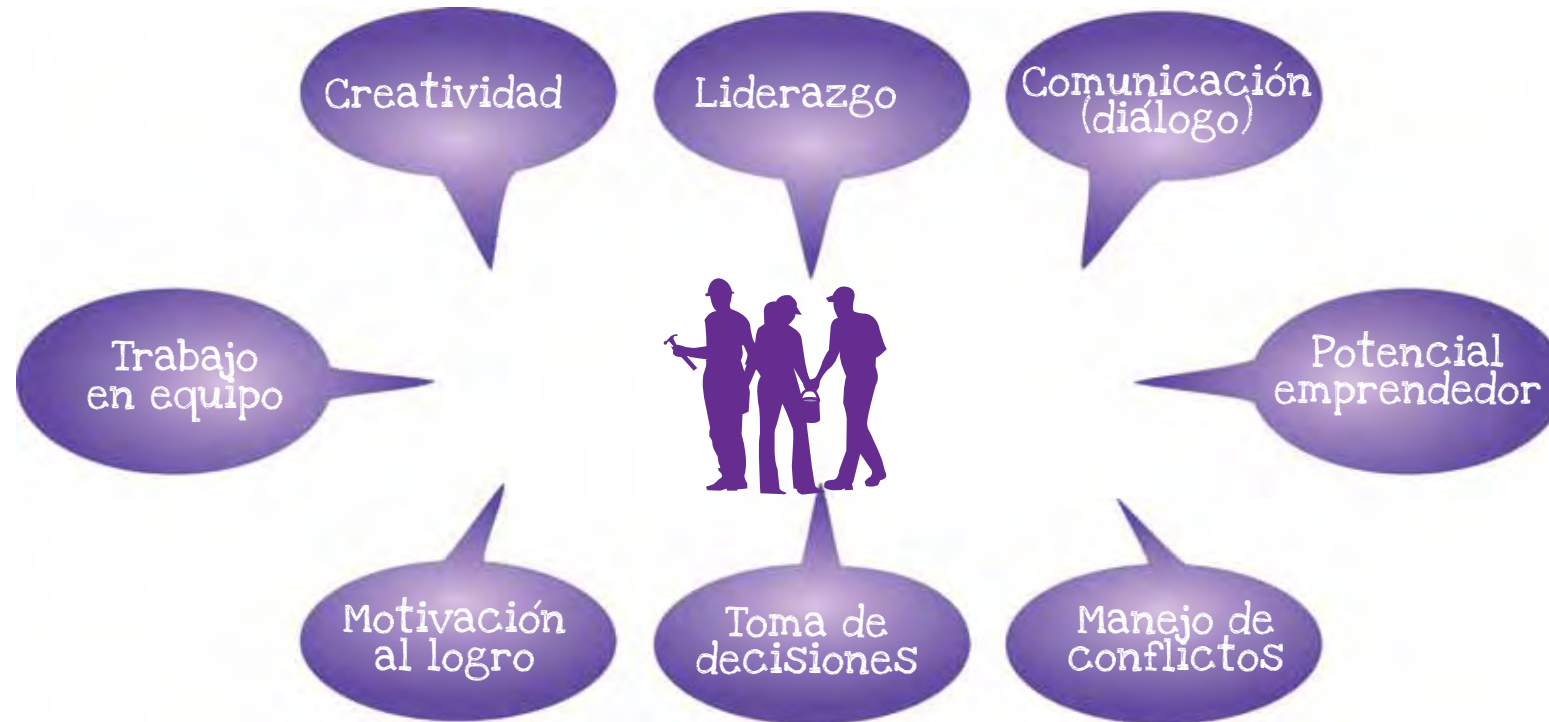 Creatividad
Liderazgo
Comunicación
(diálogo)
Trabajo
en equipo
Potencial
emprendedor
Motivación
al logro
Toma de
decisiones
Manejo de
conflictos